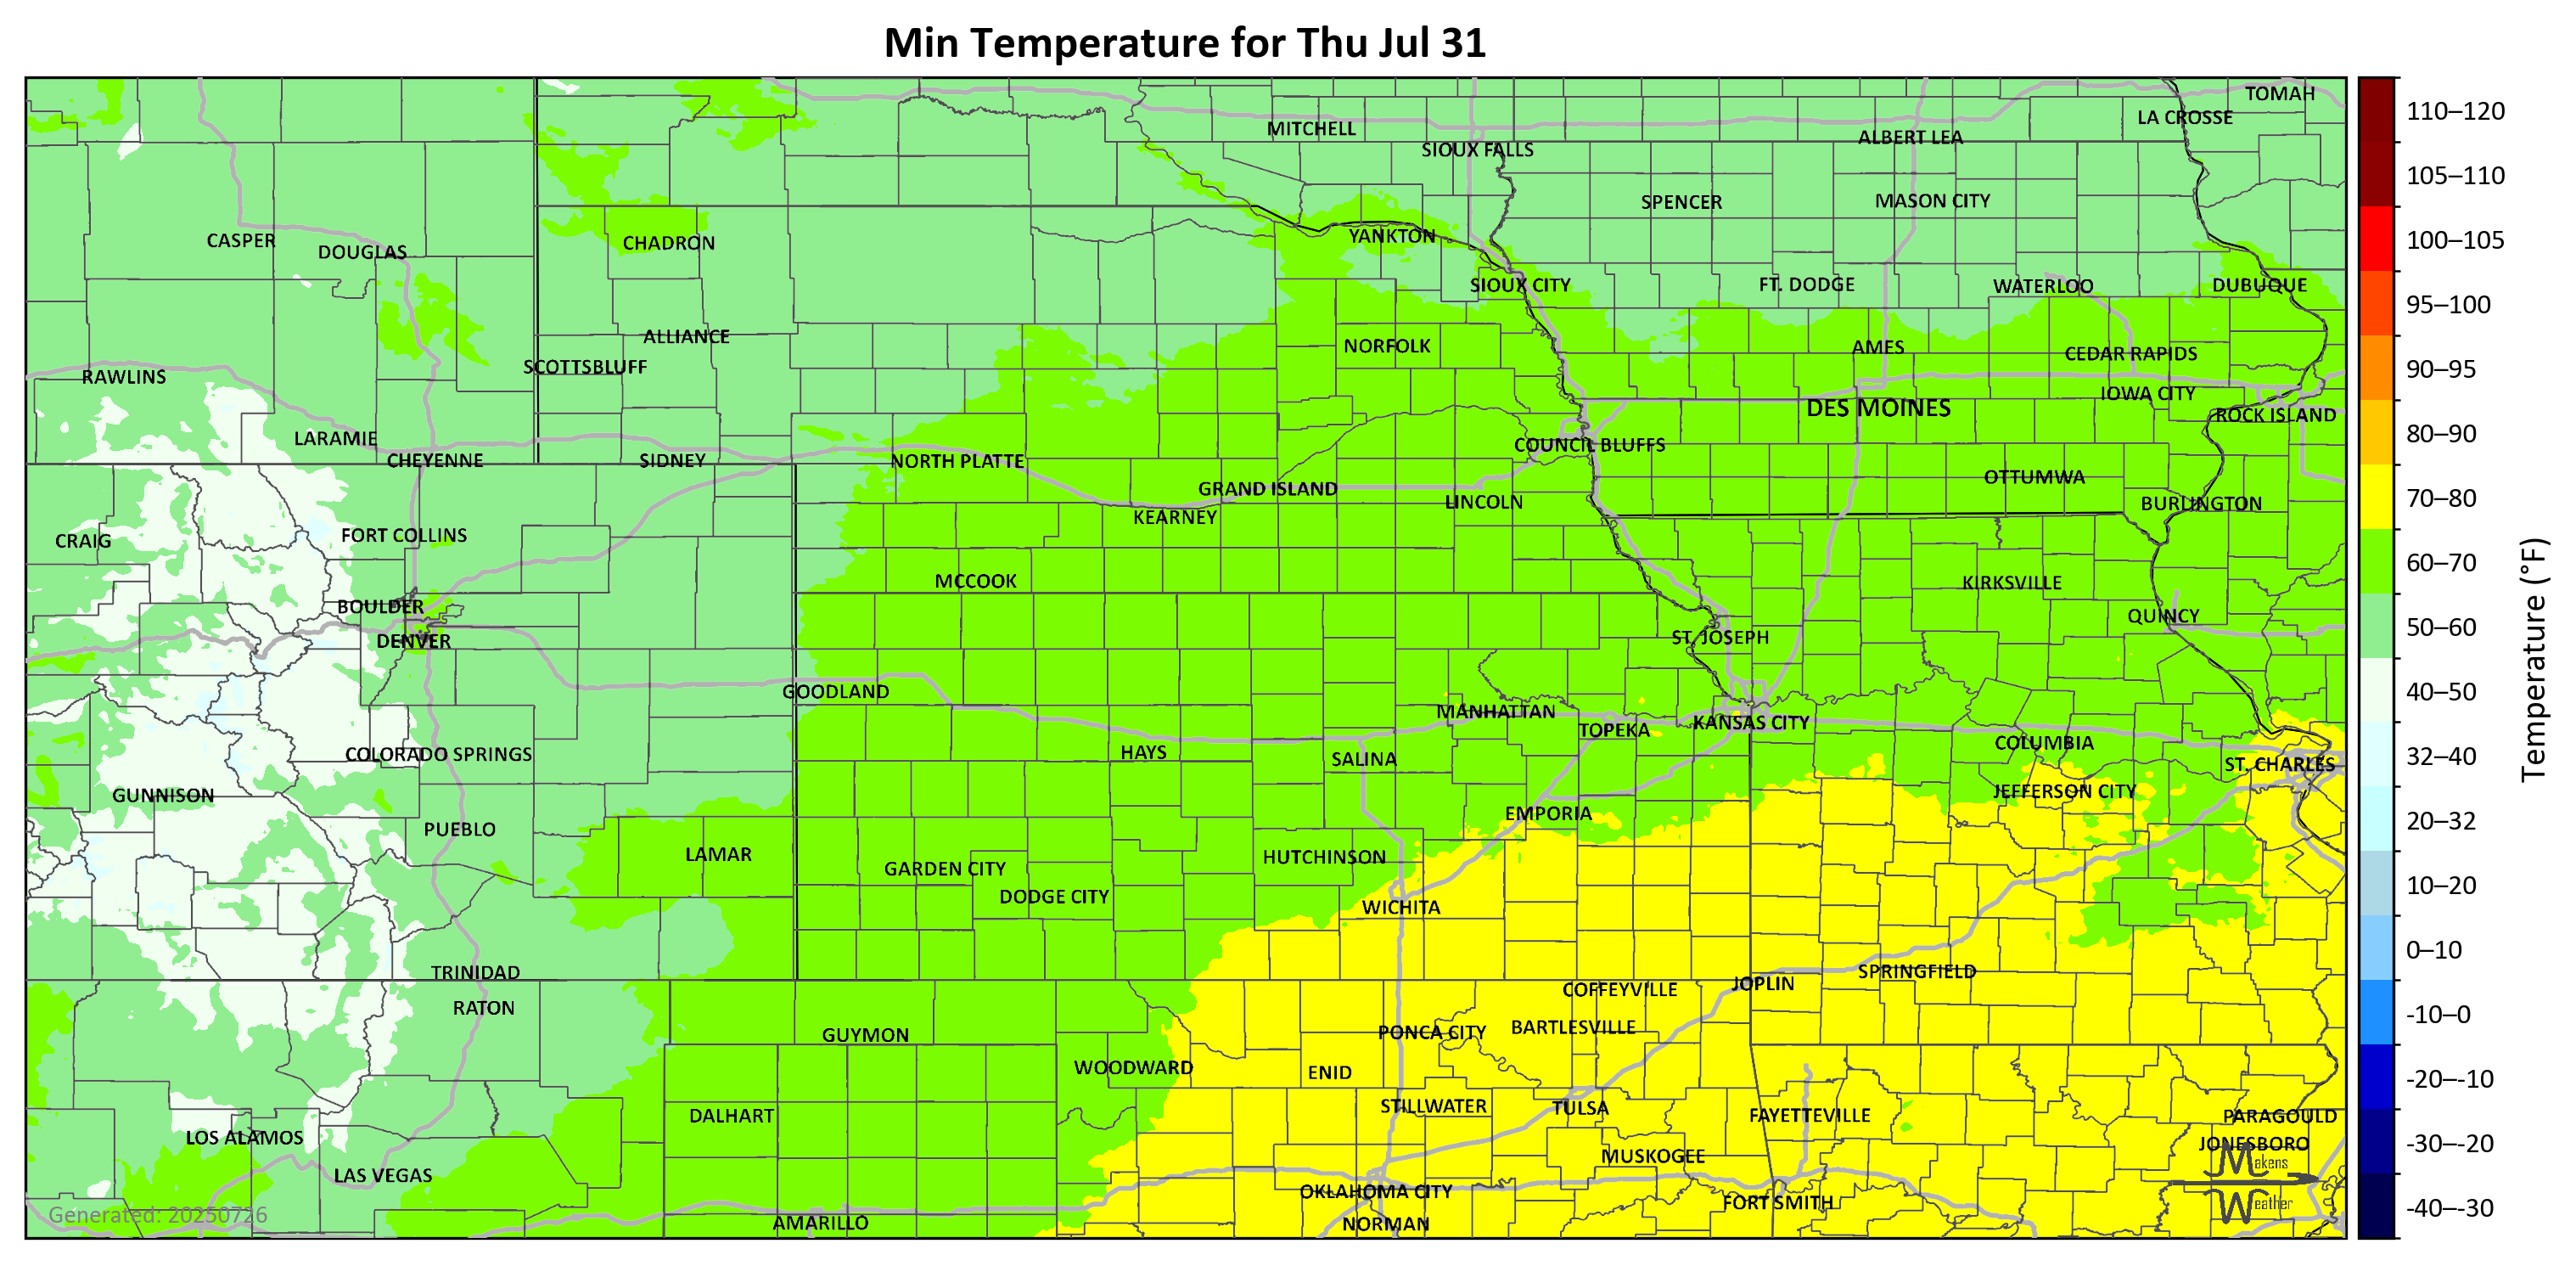 Min Temperature for Thu Jul 31
TOMAH
LA CROSSE
MITCHELL
ALBERT LEA
SIOUX FALLS
SPENCER
MASON CITY
CASPER
DOUGLAS
CHADRON
YANKTON
SIOUX CITY
FT. DODGE
WATERLOO
DUBUQUE
ALLIANCE
NORFOLK
AMES
CEDAR RAPIDS
SCOTTSBLUFF
RAWLINS
IOWA CITY
DES MOINES
ROCK ISLAND
LARAMIE
COUNCIL BLUFFS
CHEYENNE
SIDNEY
NORTH PLATTE
OTTUMWA
GRAND ISLAND
LINCOLN
BURLINGTON
KEARNEY
FORT COLLINS
CRAIG
MCCOOK
KIRKSVILLE
BOULDER
QUINCY
ST. JOSEPH
DENVER
GOODLAND
MANHATTAN
KANSAS CITY
TOPEKA
COLUMBIA
HAYS
COLORADO SPRINGS
SALINA
ST. CHARLES
JEFFERSON CITY
GUNNISON
EMPORIA
PUEBLO
LAMAR
HUTCHINSON
GARDEN CITY
DODGE CITY
WICHITA
TRINIDAD
SPRINGFIELD
JOPLIN
COFFEYVILLE
RATON
BARTLESVILLE
PONCA CITY
GUYMON
WOODWARD
ENID
STILLWATER
TULSA
DALHART
FAYETTEVILLE
PARAGOULD
LOS ALAMOS
JONESBORO
MUSKOGEE
LAS VEGAS
OKLAHOMA CITY
FORT SMITH
AMARILLO
NORMAN
Generated: 20250726
Makens
Weather
110–120
105–110
100–105
95–100
90–95
80–90
70–80
60–70
50–60
40–50
32–40
20–32
10–20
0–10
-10–0
-20–-10
-30–-20
-40–-30
Temperature (°F)